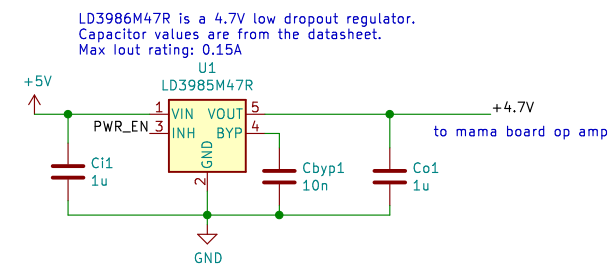 LD3986M47R is a 4.7V low dropout regulator.
Capacitor values are from the datasheet.
Max Iout rating: 0.15A
U1
LD3985M47R
+5V
+4.7V
1 VIN VOUT 5
PWR_EN 3 INH BYP 4
to mama board op amp
GND
2
Ci1
1u
Cbyp1
10n
Co1
1u
GND